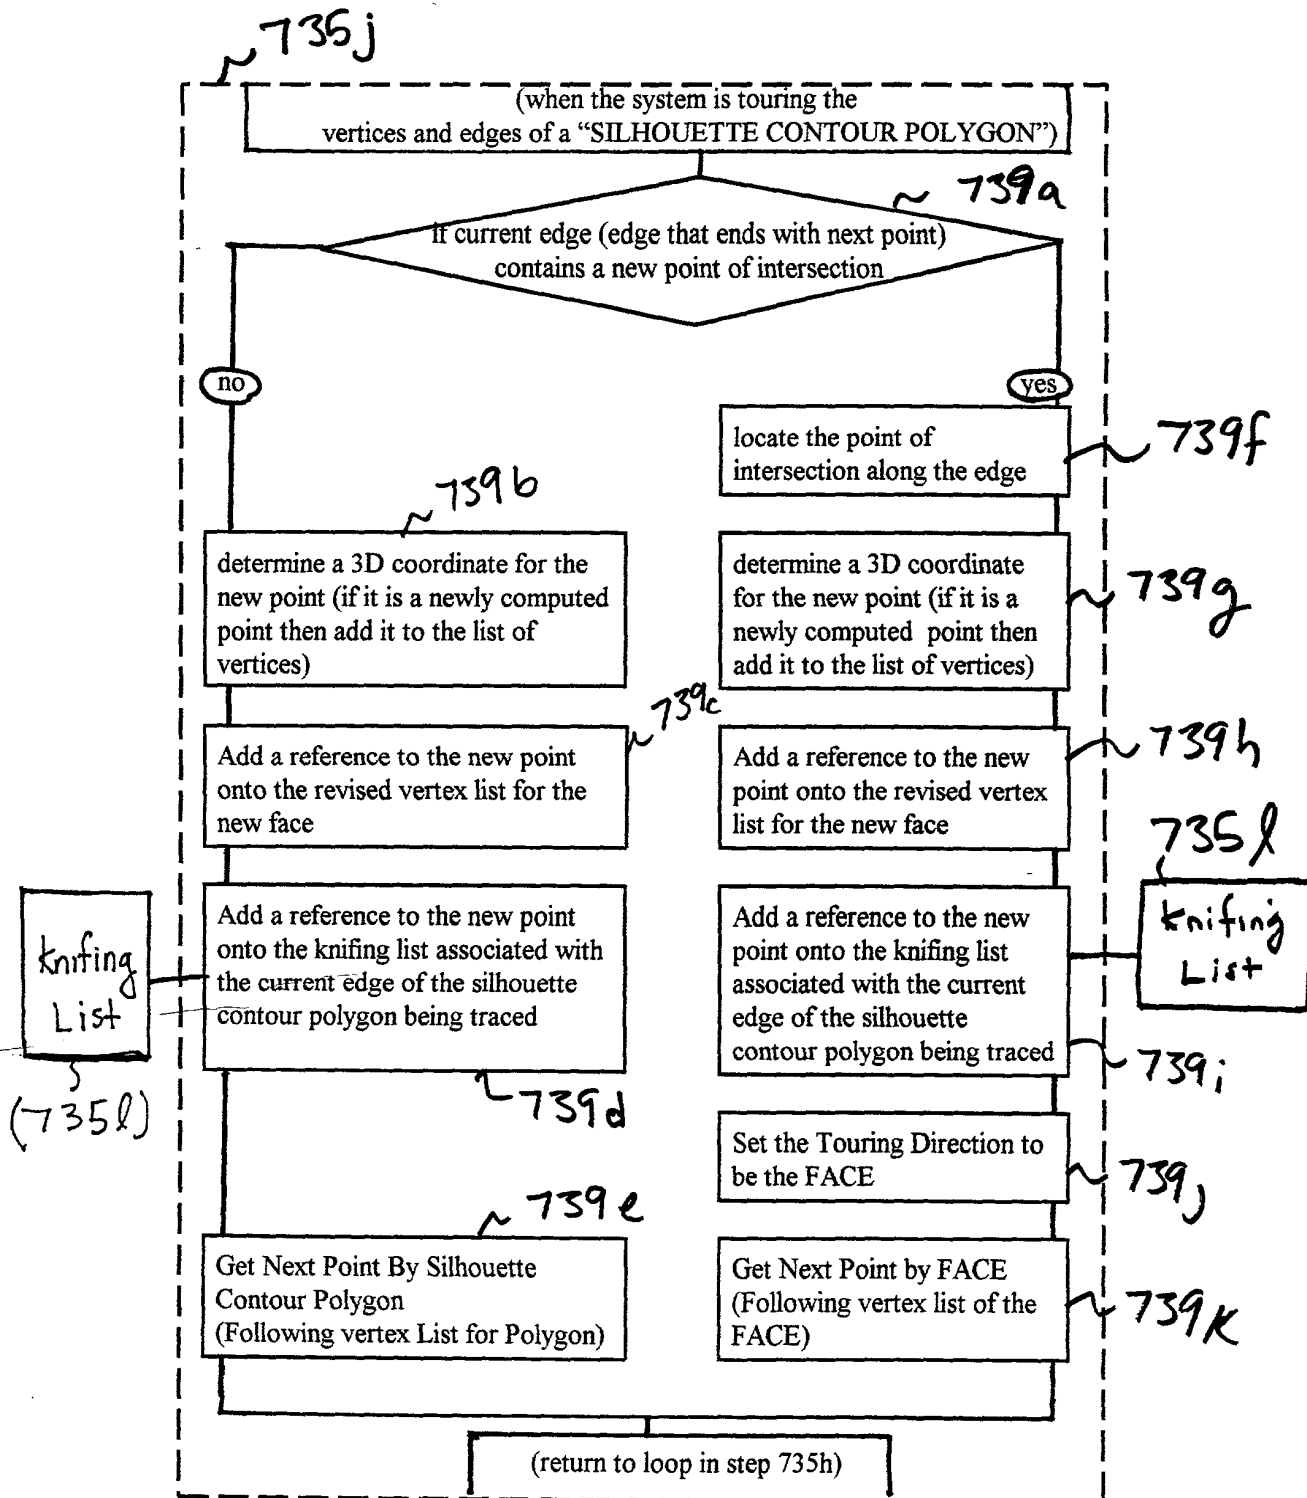 735j
(when the system is touring the
vertices and edges of a "SILHOUETTE CONTOUR POLYGON")
739a
if current edge (edge that ends with next point)
contains a new point of intersection
no
yes
locate the point of
intersection along the edge
739f
739b
determine a 3D coordinate for the
new point (if it is a newly computed
point then add it to the list of
vertices)
determine a 3D coordinate
for the new point (if it is a
newly computed point then
add it to the list of vertices)
739g
739c
Add a reference to the new point
onto the revised vertex list for the
new face
Add a reference to the new
point onto the revised vertex
list for the new face
739h
735l
Knifing
List
(735l)
Add a reference to the new point
onto the knifing list associated with
the current edge of the silhouette
contour polygon being traced
739d
Add a reference to the new
point onto the knifing list
associated with the current
edge of the silhouette
contour polygon being traced
Knifing
List
739i
Set the Touring Direction to
be the FACE
739j
739e
Get Next Point By Silhouette
Contour Polygon
(Following vertex List for Polygon)
Get Next Point by FACE
(Following vertex list of the
FACE)
739k
(return to loop in step 735h)